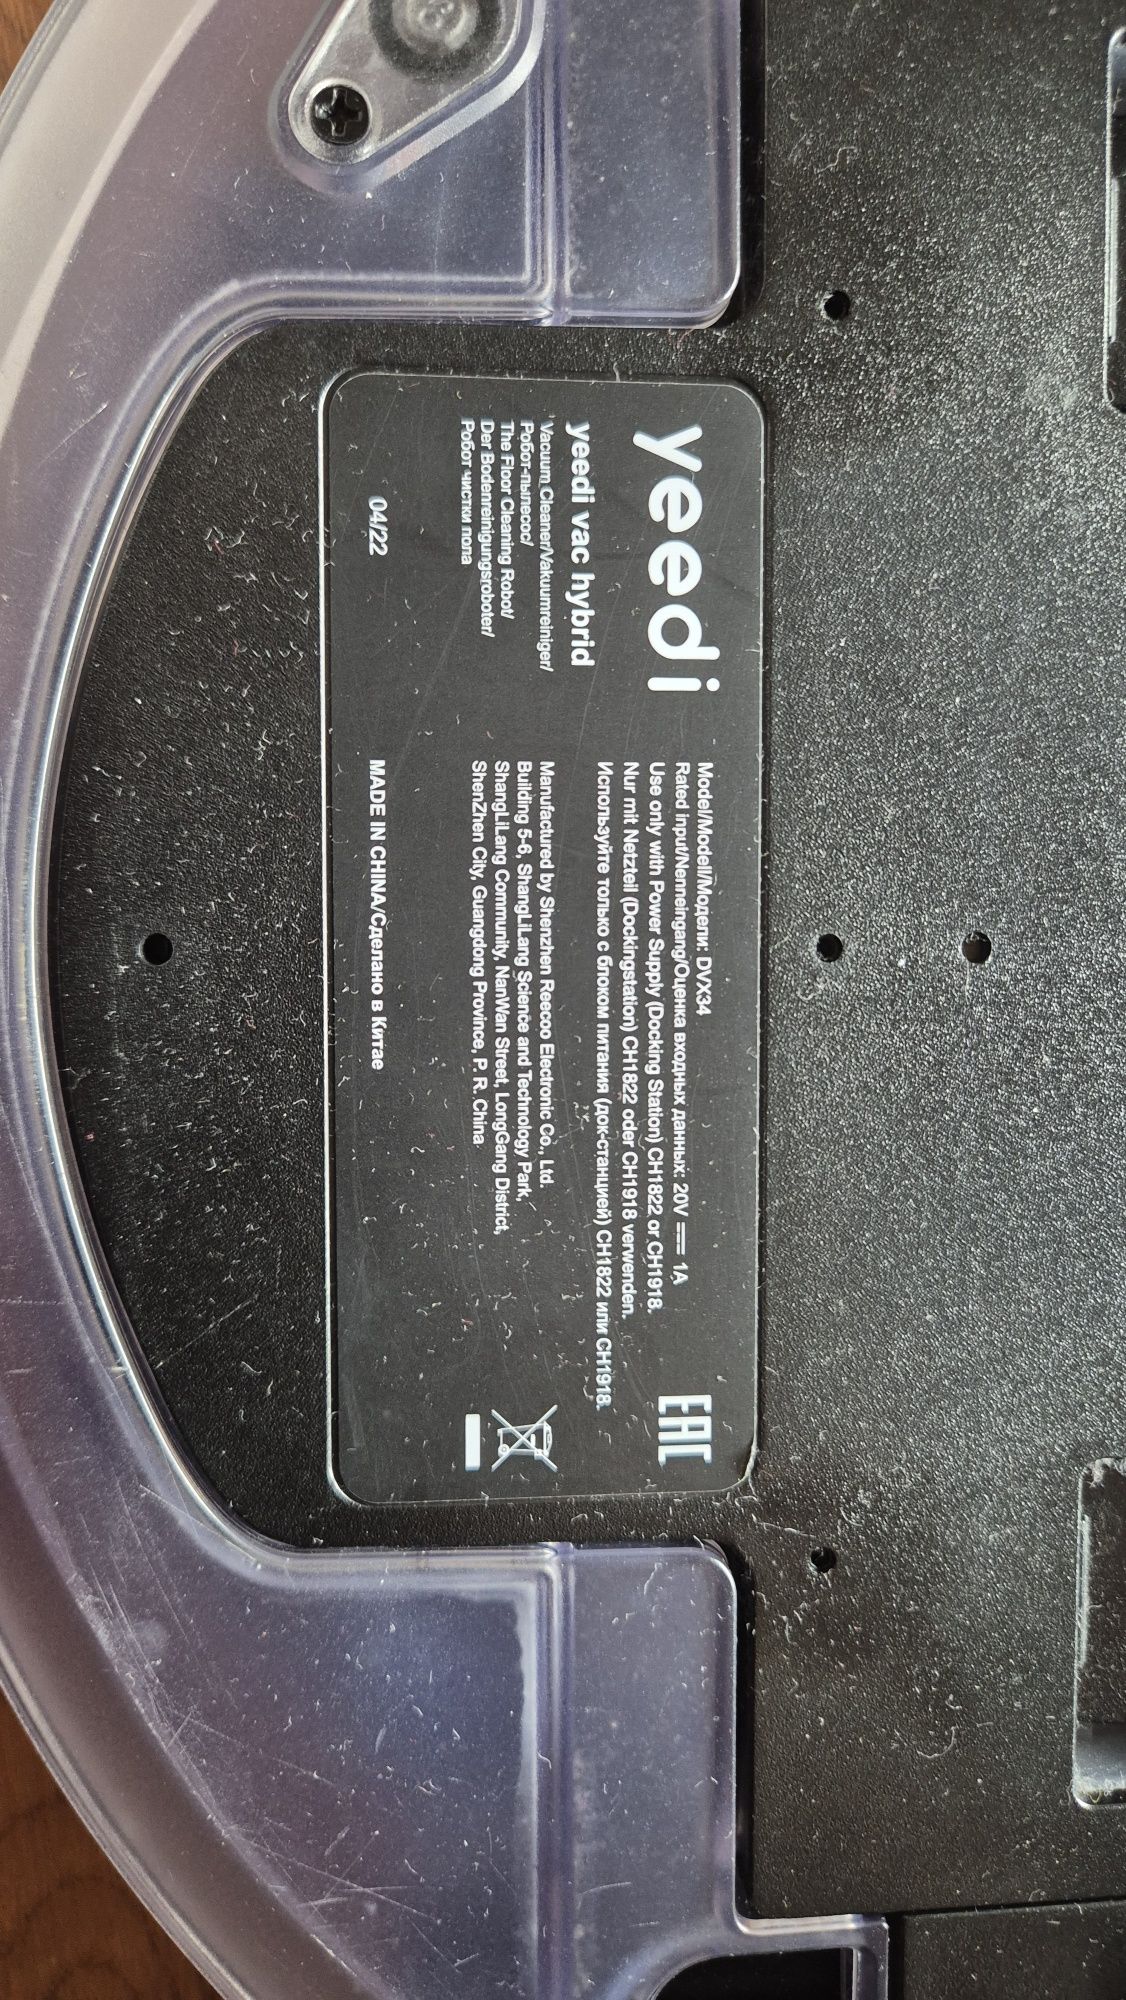 yeedi
yeedi vac hybrid
Vacuum Cleaner/Vakuumreiniger/
Робот-пылесос/
The Floor Cleaning Robot/
Der Bodenreinigungsroboter/
Робот чистки пола
04/22
Model/Modell/Модели: DVX34
Rated input/Nenneingang/Оценка входных данных: 20V ⎓ 1A
Use only with Power Supply (Docking Station) CH1822 or CH1918.
Nur mit Netzteil (Dockingstation) CH1822 oder CH1918 verwenden.
Используйте только с блоком питания (док-станцией) CH1822 или CH1918.
Manufactured by Shenzhen Reecoo Electronic Co., Ltd.
Building 5-6, ShangLiLang Science and Technology Park,
ShangLiLang Community, NanWan Street, LongGang District,
ShenZhen City, Guangdong Province, P. R. China
MADE IN CHINA/Сделано в Китае
EAC